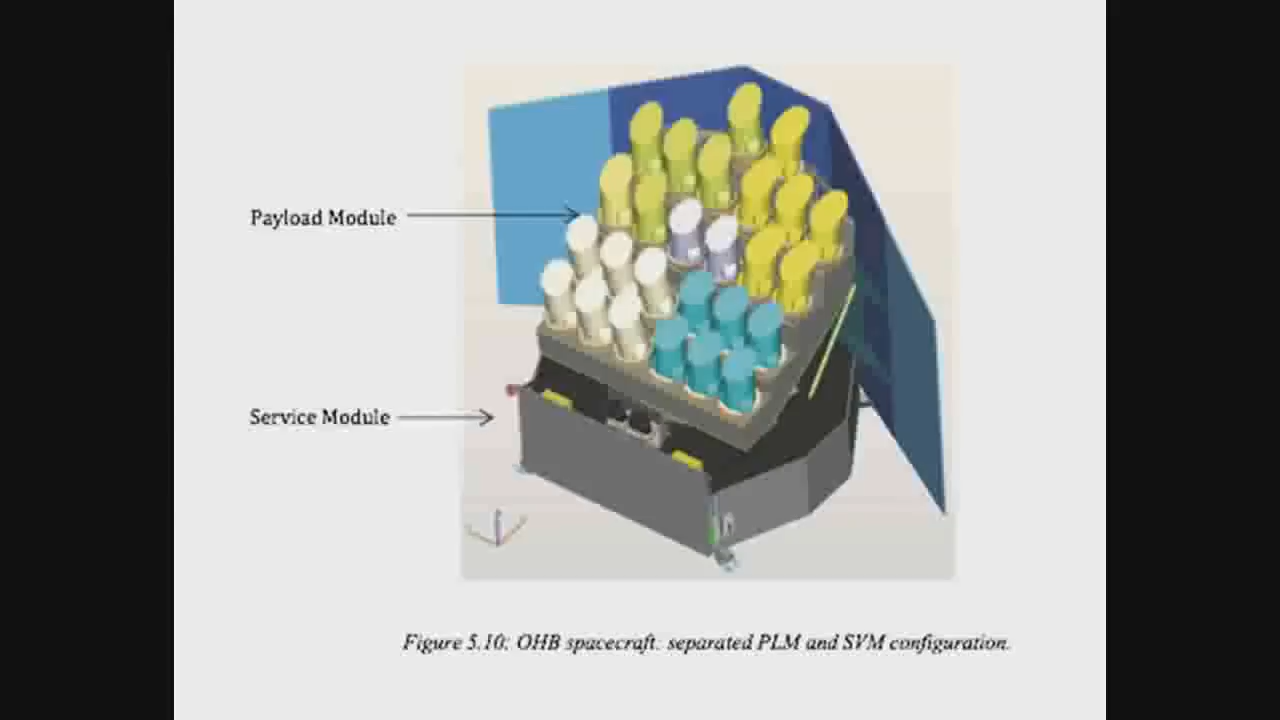 Payload Module
Service Module
Figure 5.10: OHB spacecraft: separated PLM and SVM configuration.